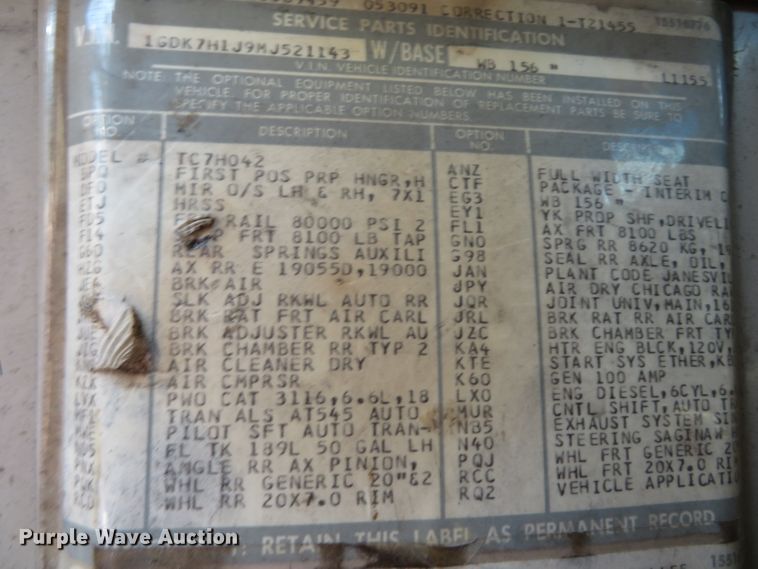 053091 CORRECTION 1-T21455
SERVICE PARTS IDENTIFICATION
V.I.N. 1GDK7H1J9MJ521143 W/BASE WB 156 "
V.I.N. VEHICLE IDENTIFICATION NUMBER L1155
NOTE: THE OPTIONAL EQUIPMENT LISTED BELOW HAS BEEN INSTALLED ON THIS
VEHICLE. FOR PROPER IDENTIFICATION OF REPLACEMENT PARTS BE SURE TO
SPECIFY THE APPLICABLE OPTION NUMBERS.
OPTION NO. DESCRIPTION OPTION NO.
MODEL = TC7H042
BPQ FIRST POS PRP HNGR,H ANZ FULL WIDTH SEAT
DFO MIR O/S LH & RH, 7X1 CTF PACKAGE - INTERIM
ETJ HRSS EG3 WB 156 "
FD5 RAIL 80000 PSI 2 EY1 YK PROP SHF,DRIVELI
F14 FRT 8100 LB TAP FL1 AX FRT 8100 LBS
G60 REAR SPRINGS AUXILI GNO SPRG RR 8620 KG,
AX RR E 19055D,19000 G98 SEAL RR AXLE, OIL,
BRK AIR JAN PLANT CODE JANESVIL
SLK ADJ RKWL AUTO RR JPY AIR DRY CHICAGO RA
BRK RAT FRT AIR CARL JQR JOINT UNIV,MAIN,16
BRK ADJUSTER RKWL AU JRL BRK RAT RR AIR CAR
BRK CHAMBER RR TYP 2 JZC BRK CHAMBER FRT TY
AIR CLEANER DRY KA4 HTR ENG BLCK,120V,
AIR CMPRSR KTE START SYS ETHER,KB
LVX PWO CAT 3116,6.6L,18 K60 GEN 100 AMP
TRAN ALS AT545 AUTO LXO ENG DIESEL,6CYL,6.
PILOT SFT AUTO TRAN- MUR CNTL SHIFT,AUTO TR
FL TK 189L 50 GAL LH NB5 EXHAUST SYSTEM SI
ANGLE RR AX PINION, N40 STEERING SAGINAW
WHL RR GENERIC 20"&2 PQJ WHL FRT GENERIC 2
WHL RR 20X7.0 RIM RCC WHL FRT 20X7.0 RIM
RQ2 VEHICLE APPLICATI
RETAIN THIS LABEL AS PERMANENT RECORD
Purple Wave Auction